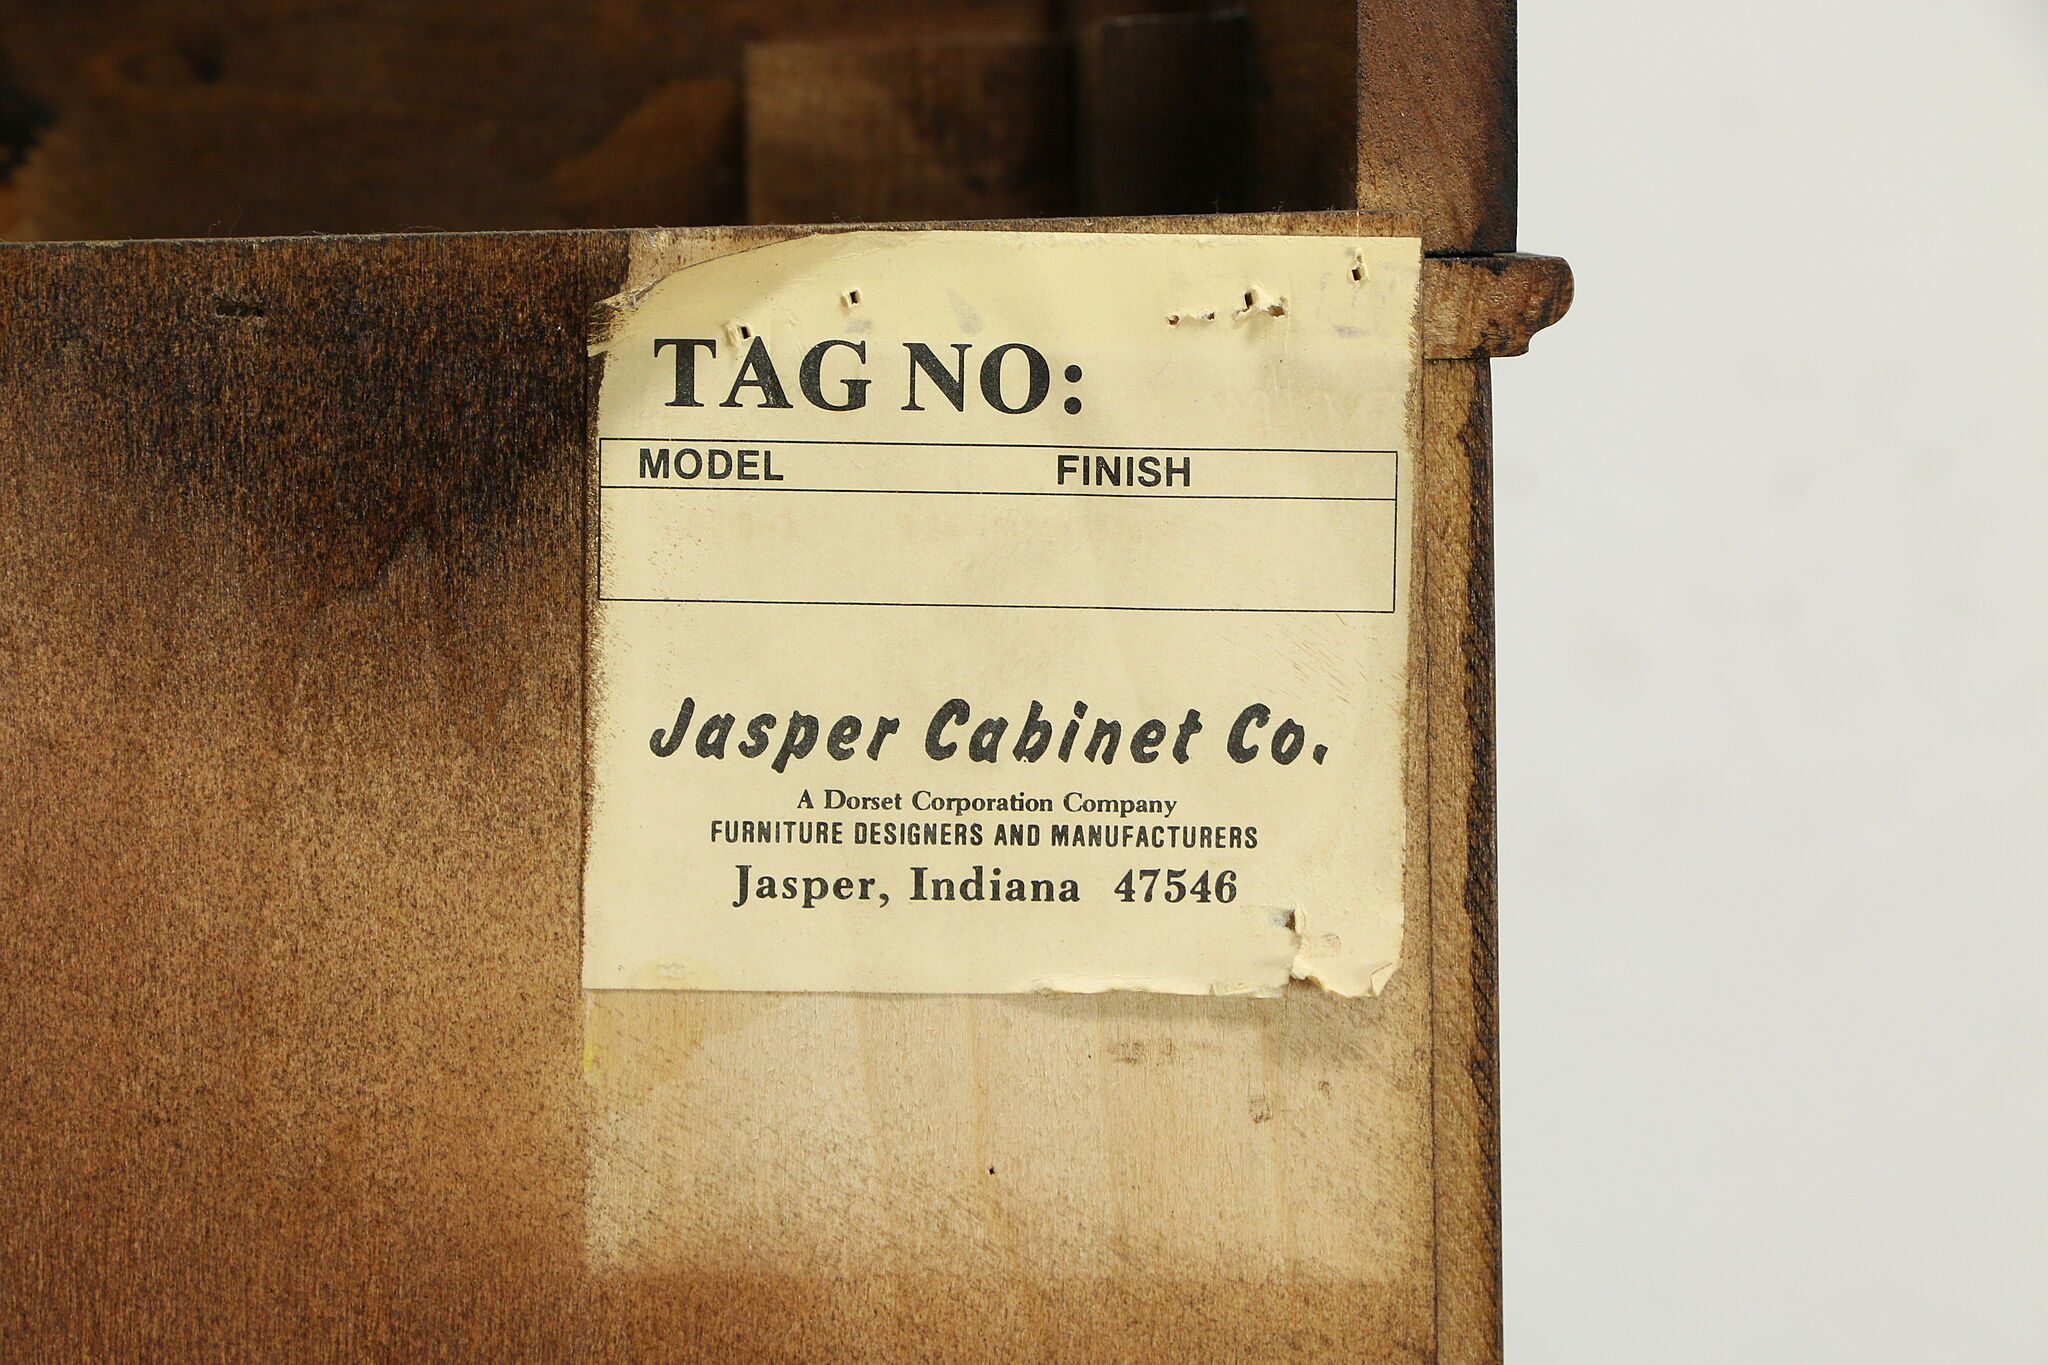 TAG NO:
MODEL FINISH
Jasper Cabinet Co.
A Dorset Corporation Company
FURNITURE DESIGNERS AND MANUFACTURERS
Jasper, Indiana 47546